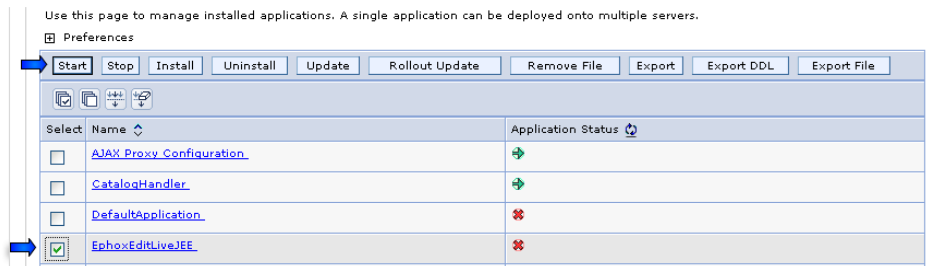 Use this page to manage installed applications. A single application can be deployed onto multiple servers.
Preferences
Start Stop Install Uninstall Update Rollout Update Remove File Export Export DDL Export File
Select Name Application Status
AJAX Proxy Configuration
CatalogHandler
DefaultApplication
EphoxEditLiveJEE